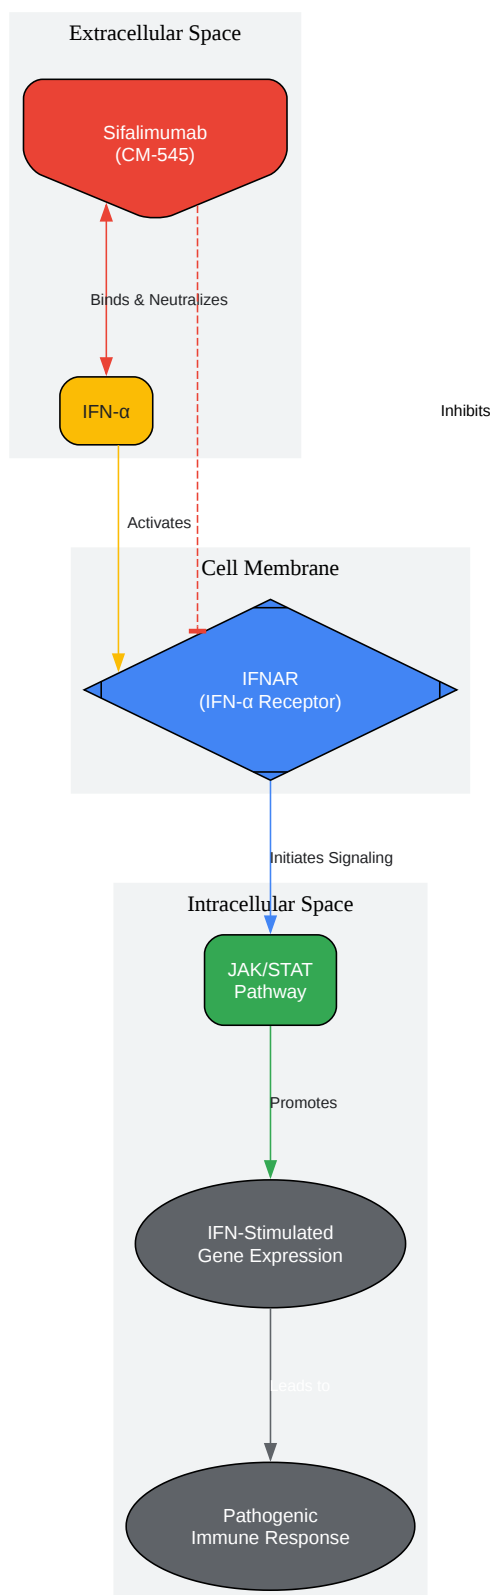 Extracellular Space
Sifalimumab
(CM-545)
Binds & Neutralizes
IFN-α
Inhibits
Activates
Cell Membrane
IFNAR
(IFN-α Receptor)
Initiates Signaling
Intracellular Space
JAK/STAT
Pathway
Promotes
IFN-Stimulated
Gene Expression
Leads to
Pathogenic
Immune Response